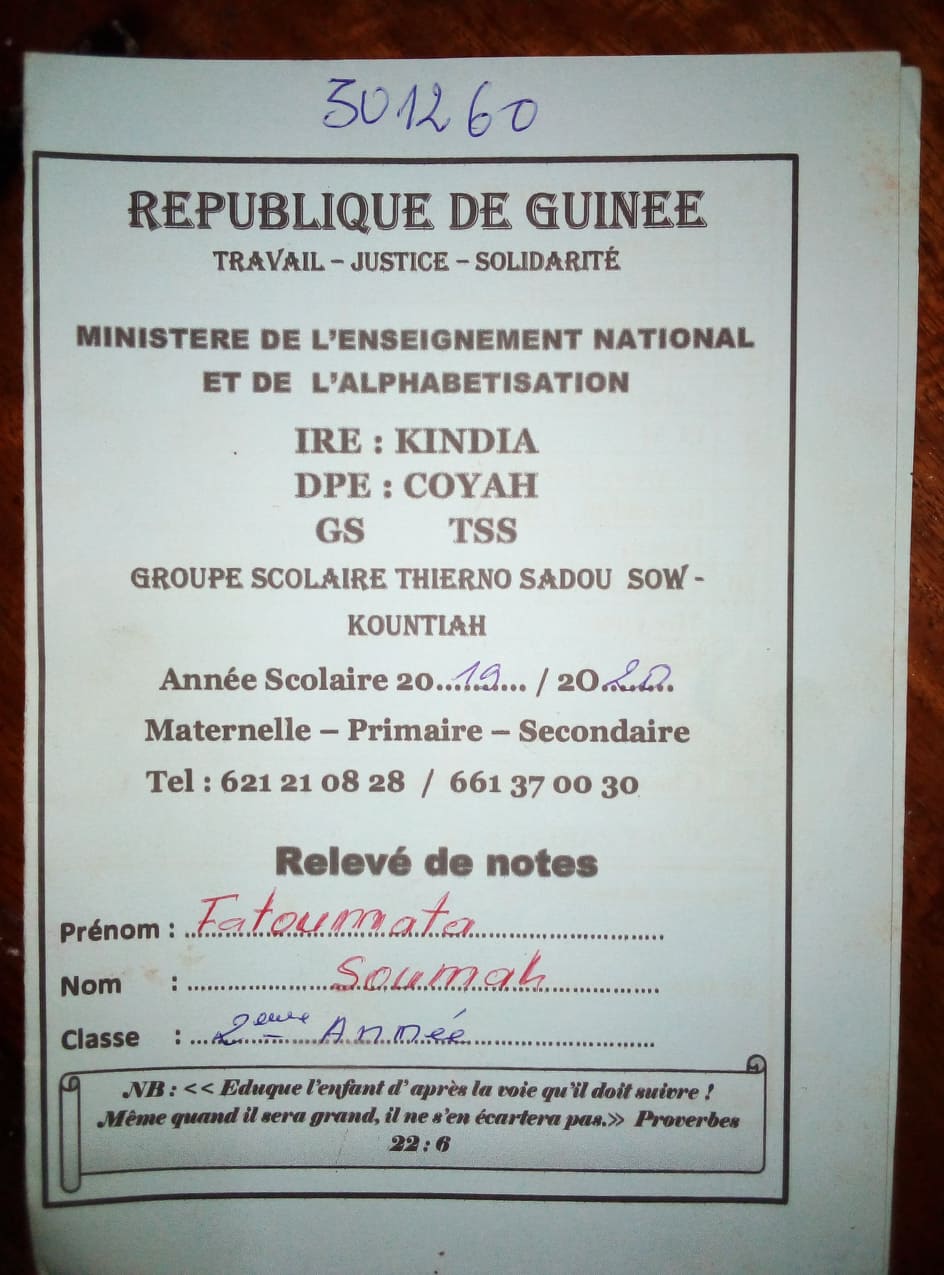 301260
REPUBLIQUE DE GUINEE
TRAVAIL – JUSTICE – SOLIDARITÉ
MINISTERE DE L'ENSEIGNEMENT NATIONAL
ET DE L'ALPHABETISATION
IRE : KINDIA
DPE : COYAH
GS TSS
GROUPE SCOLAIRE THIERNO SADOU SOW -
KOUNTIAH
Année Scolaire 20...19... / 20...20...
Maternelle – Primaire – Secondaire
Tel : 621 21 08 28 / 661 37 00 30
Relevé de notes
Prénom : Fatoumata
Nom : Soumah
Classe : 2eme Année
NB : << Eduque l'enfant d'après la voie qu'il doit suivre !
Même quand il sera grand, il ne s'en écartera pas.>> Proverbes
22 : 6